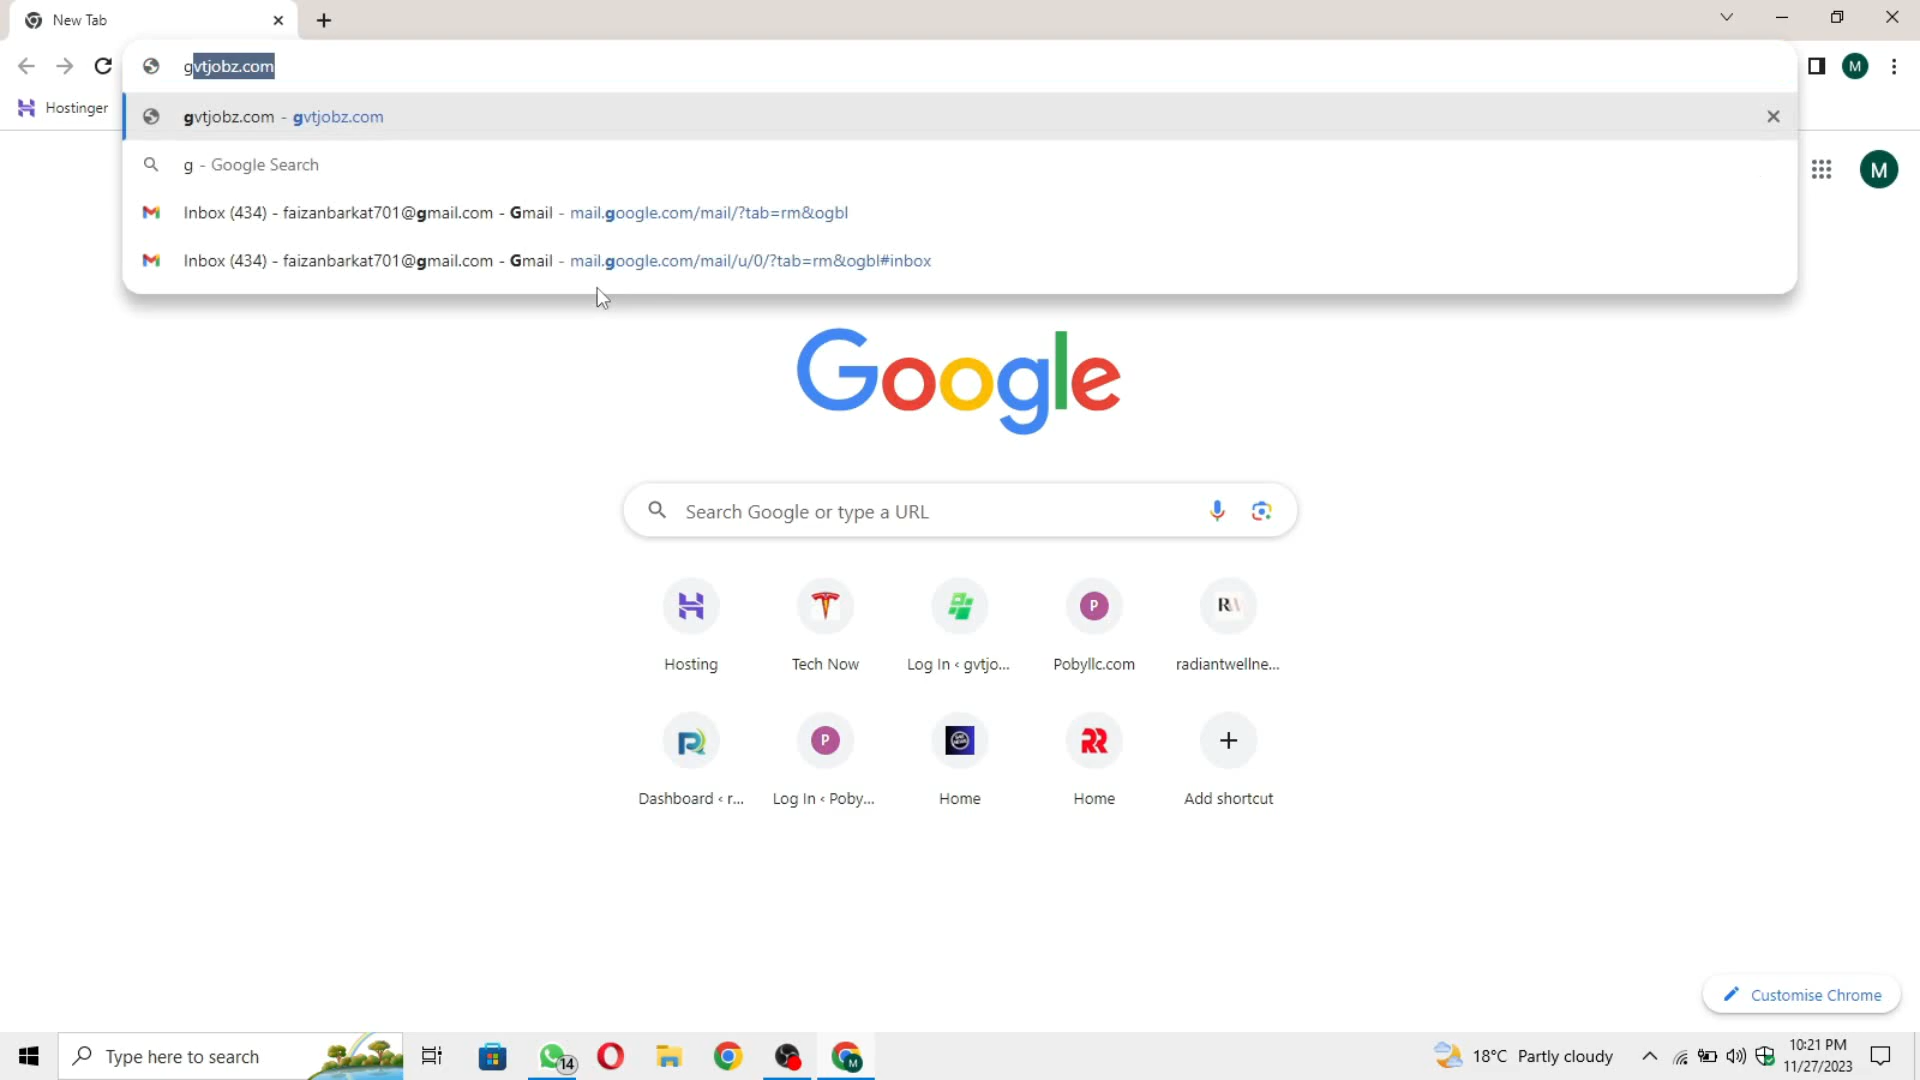 New Tab
gvtjobz.com
Hostinger
gvtjobz.com - gvtjobz.com
g - Google Search
Inbox (434) - faizanbarkat701@gmail.com - Gmail - mail.google.com/mail/?tab=rm&ogbl
Inbox (434) - faizanbarkat701@gmail.com - Gmail - mail.google.com/mail/u/0/?tab=rm&ogbl#inbox
M
M
Google
Search Google or type a URL
P
RW
Hosting
Tech Now
Log In ‹ gvtjo...
Pobyllc.com
radiantwellne...
P
Dashboard ‹ r...
Log In ‹ Poby...
Home
Home
Add shortcut
Customise Chrome
Type here to search
14
M
18°C Partly cloudy
10:21 PM
11/27/2023